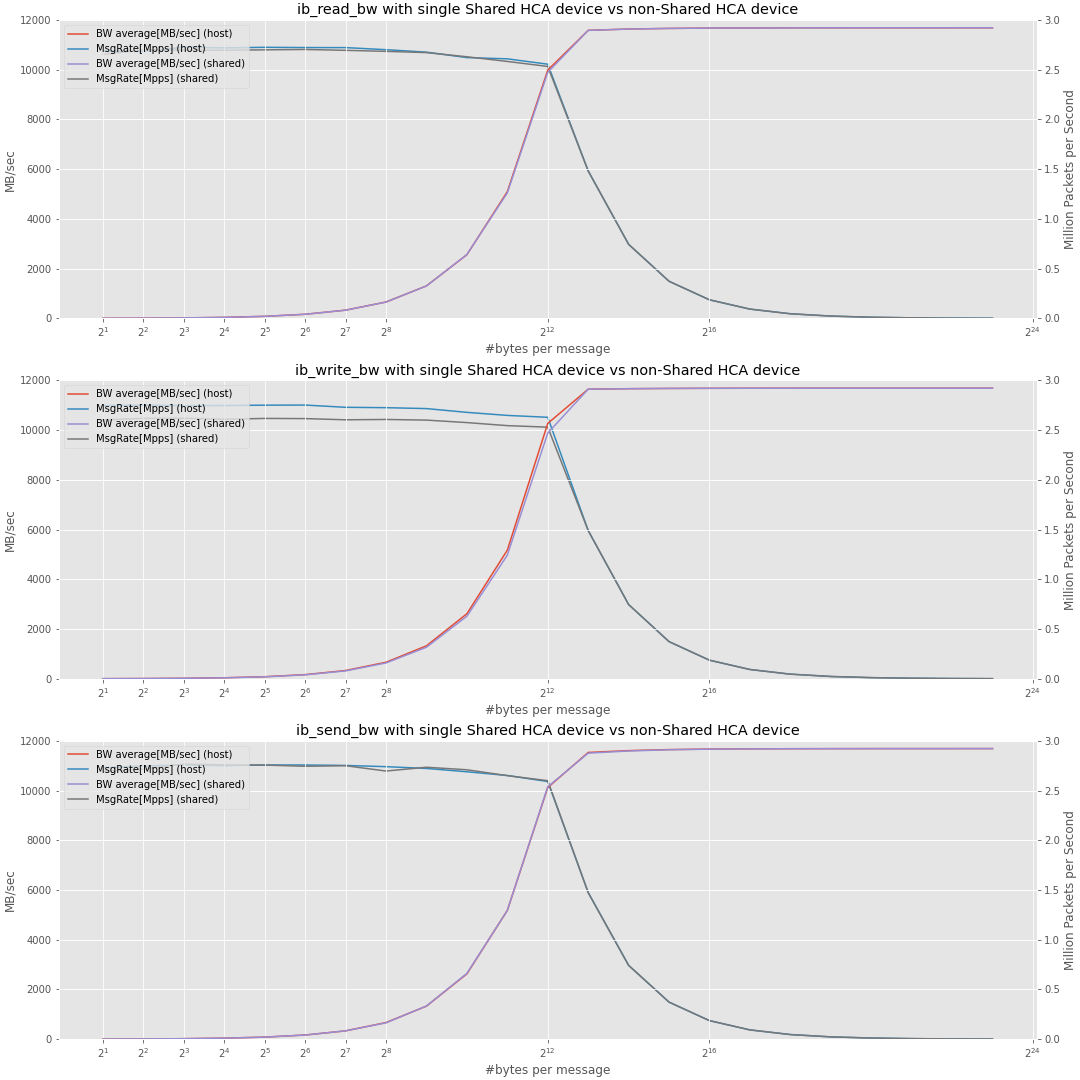 ib_read_bw with single Shared HCA device vs non-Shared HCA device
12000
10000
8000
6000
4000
2000
0
MB/sec
BW average[MB/sec] (host)
MsgRate[Mpps] (host)
BW average[MB/sec] (shared)
MsgRate[Mpps] (shared)
3.0
2.5
2.0
1.5
1.0
0.5
0.0
Million Packets per Second
2^1 2^2 2^3 2^4 2^5 2^6 2^7 2^8 2^12 2^16 2^24
#bytes per message
ib_write_bw with single Shared HCA device vs non-Shared HCA device
12000
10000
8000
6000
4000
2000
0
MB/sec
BW average[MB/sec] (host)
MsgRate[Mpps] (host)
BW average[MB/sec] (shared)
MsgRate[Mpps] (shared)
3.0
2.5
2.0
1.5
1.0
0.5
0.0
Million Packets per Second
2^1 2^2 2^3 2^4 2^5 2^6 2^7 2^8 2^12 2^16 2^24
#bytes per message
ib_send_bw with single Shared HCA device vs non-Shared HCA device
12000
10000
8000
6000
4000
2000
0
MB/sec
BW average[MB/sec] (host)
MsgRate[Mpps] (host)
BW average[MB/sec] (shared)
MsgRate[Mpps] (shared)
3.0
2.5
2.0
1.5
1.0
0.5
0.0
Million Packets per Second
2^1 2^2 2^3 2^4 2^5 2^6 2^7 2^8 2^12 2^16 2^24
#bytes per message